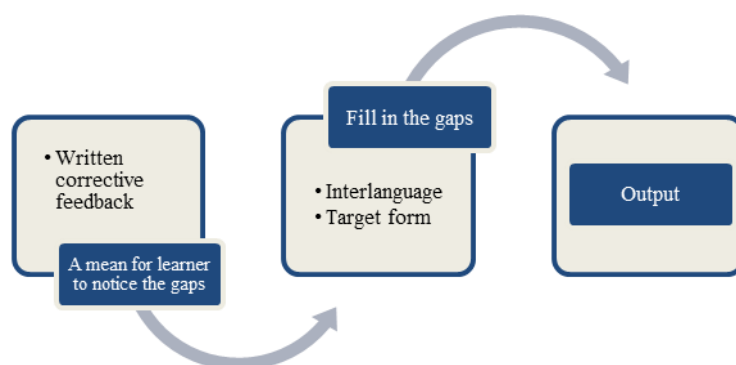 • Written
corrective
feedback
A mean for learner
to notice the gaps
Fill in the gaps
• Interlanguage
• Target form
Output